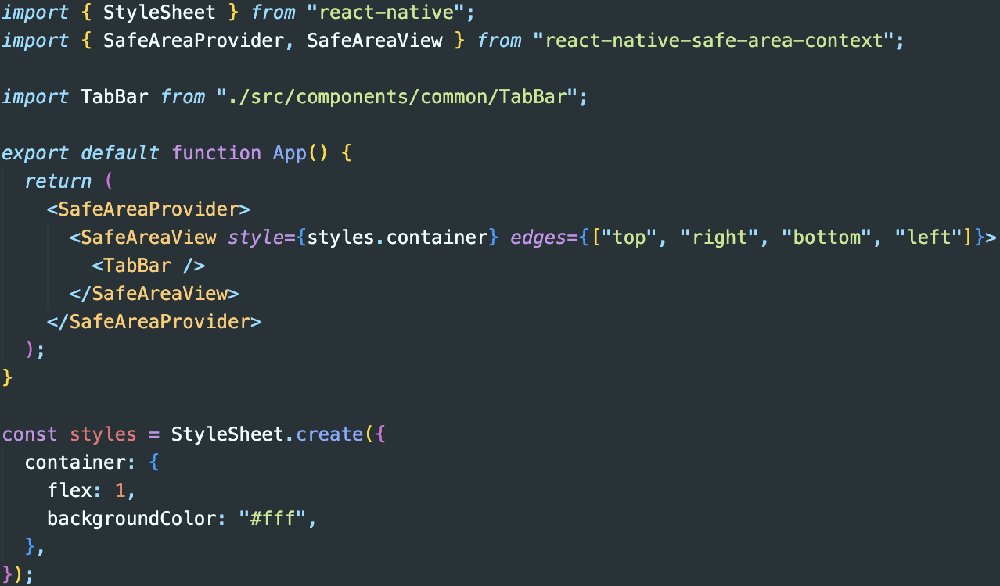 import { StyleSheet } from "react-native";
import { SafeAreaProvider, SafeAreaView } from "react-native-safe-area-context";

import TabBar from "./src/components/common/TabBar";

export default function App() {
  return (
    <SafeAreaProvider>
      <SafeAreaView style={styles.container} edges={["top", "right", "bottom", "left"]}>
        <TabBar />
      </SafeAreaView>
    </SafeAreaProvider>
  );
}

const styles = StyleSheet.create({
  container: {
    flex: 1,
    backgroundColor: "#fff",
  },
});